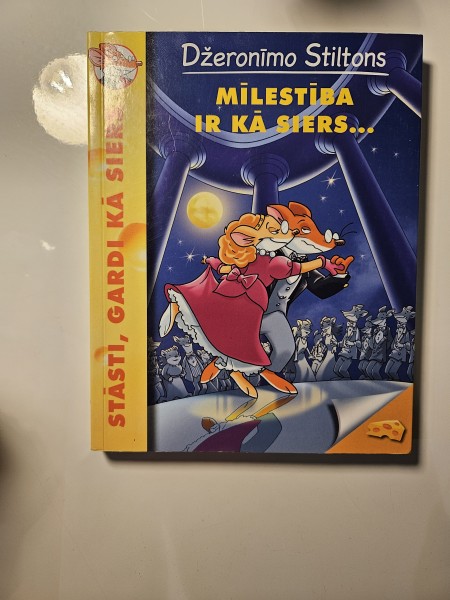 Džeronīmo Stiltons
MĪLESTĪBA
IR KĀ SIERS...
STĀSTI, GARDI KĀ SIERS